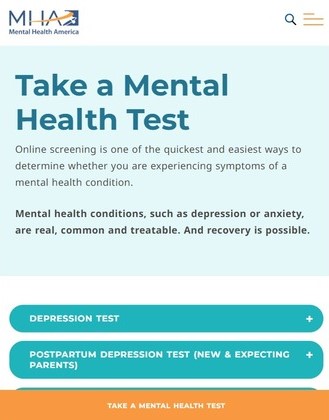 MHA
Mental Health America
Take a Mental
Health Test
Online screening is one of the quickest and easiest ways to
determine whether you are experiencing symptoms of a
mental health condition.
Mental health conditions, such as depression or anxiety,
are real, common and treatable. And recovery is possible.
DEPRESSION TEST +
POSTPARTUM DEPRESSION TEST (NEW & EXPECTING +
PARENTS)
TAKE A MENTAL HEALTH TEST